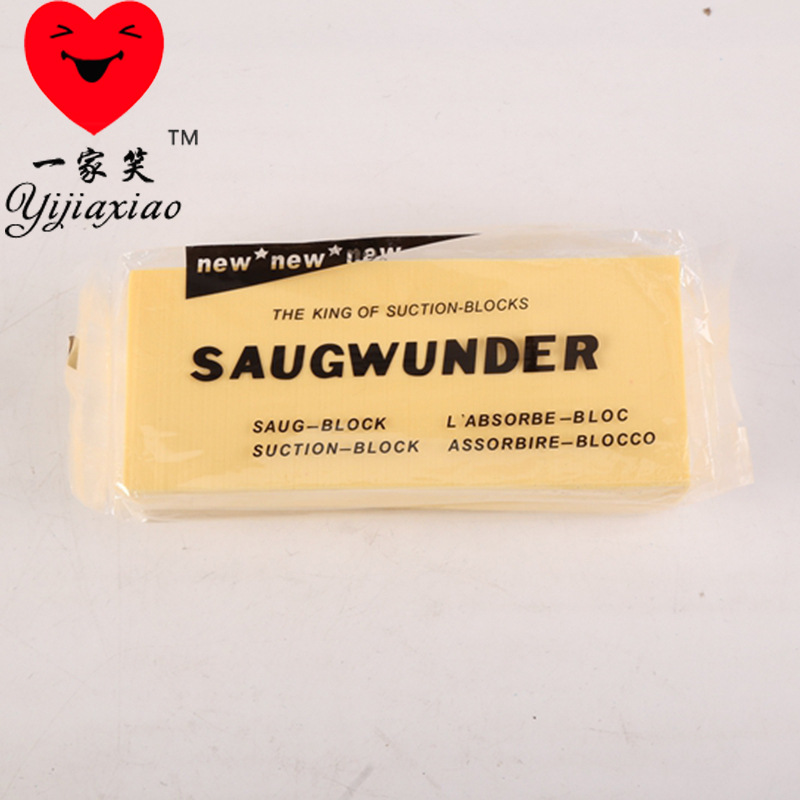 TM
一家笑
Yijiaxiao
new*new*new
THE KING OF SUCTION-BLOCKS
SAUGWUNDER
SAUG-BLOCK L'ABSORBE-BLOC
SUCTION-BLOCK ASSORBIRE-BLOCCO